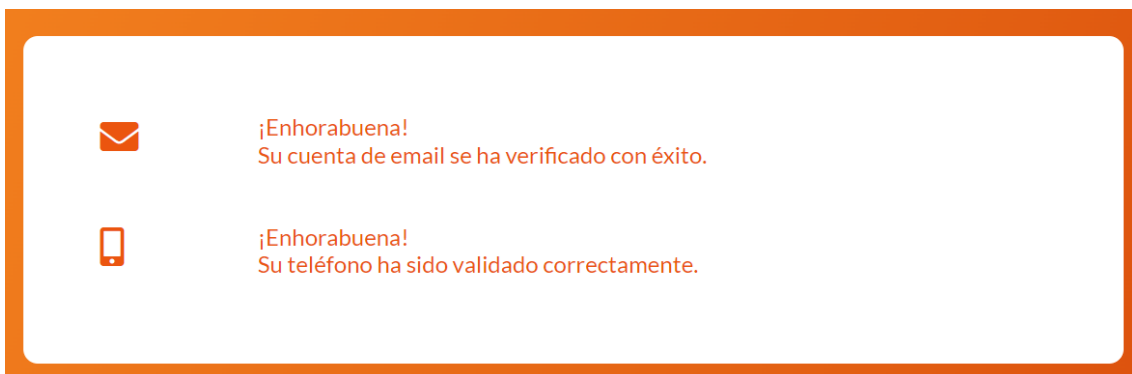 ¡Enhorabuena!
Su cuenta de email se ha verificado con éxito.
¡Enhorabuena!
Su teléfono ha sido validado correctamente.